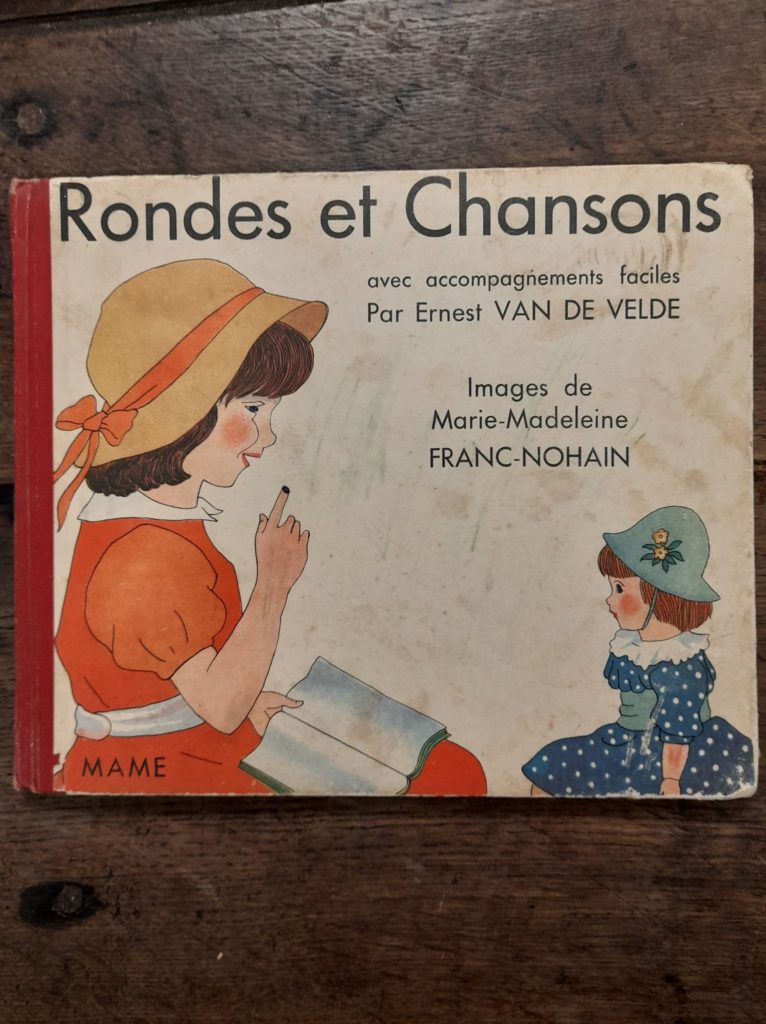 Rondes et Chansons
avec accompagnements faciles
Par Ernest VAN DE VELDE
Images de
Marie-Madeleine
FRANC-NOHAIN
MAME